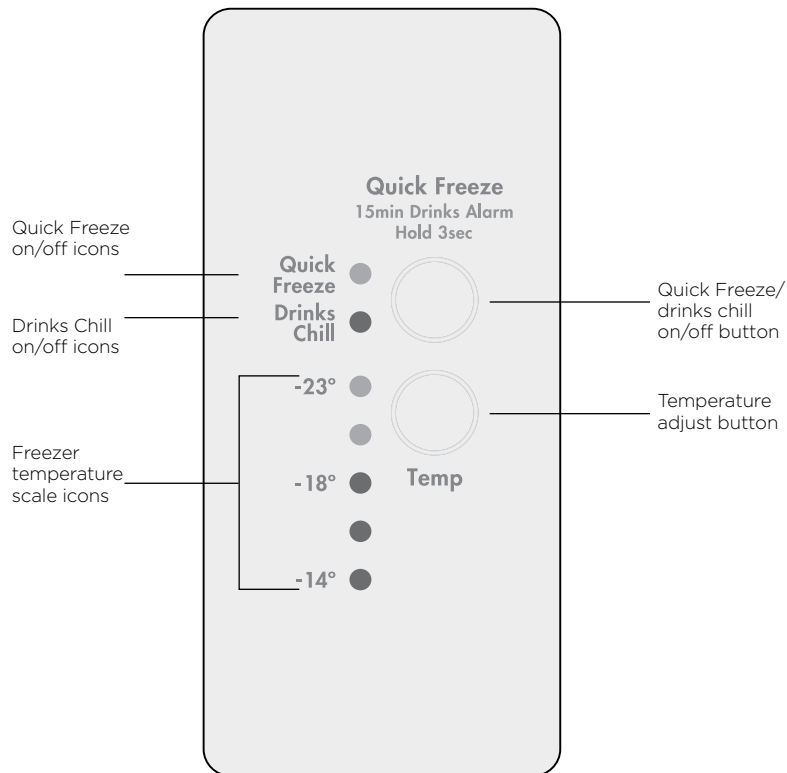 Quick Freeze
15min Drinks Alarm
Hold 3sec
Quick Freeze
on/off icons
Quick
Freeze
Drinks Chill
on/off icons
Drinks
Chill
Quick Freeze/
drinks chill
on/off button
-23°
Temperature
adjust button
Freezer
temperature
scale icons
-18°
Temp
-14°